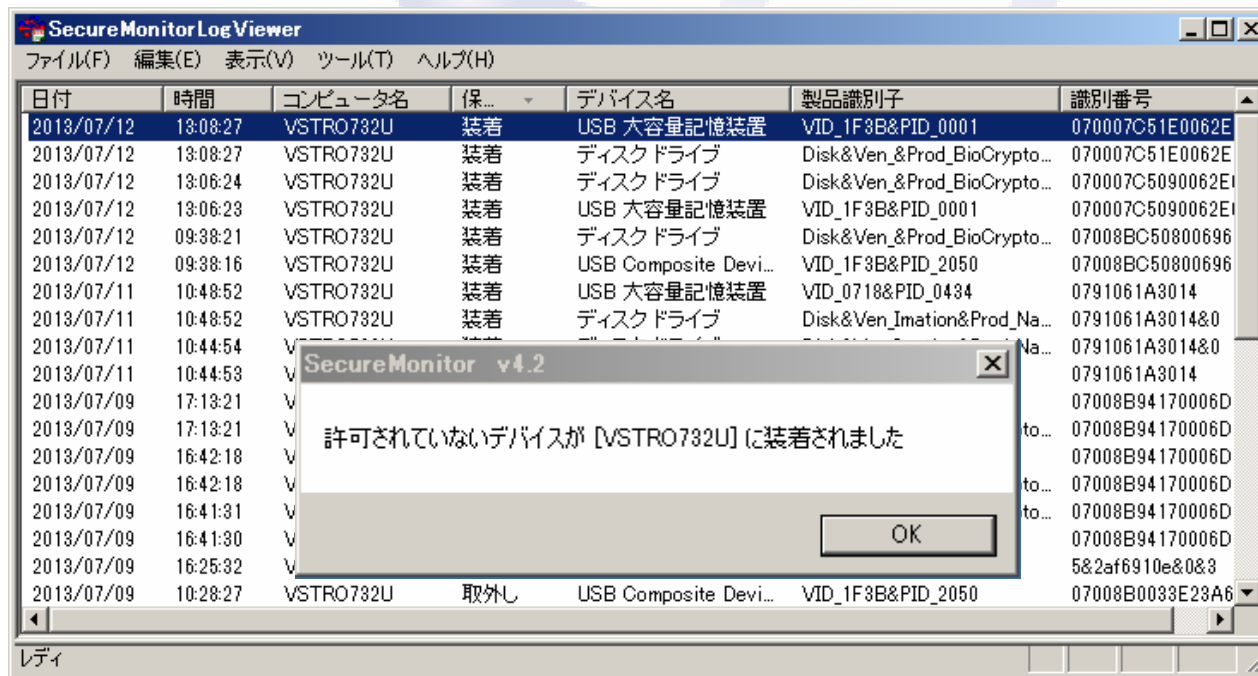 SecureMonitorLogViewer
ファイル(F) 編集(E) 表示(V) ツール(T) ヘルプ(H)
日付 時間 コンピュータ名 保... デバイス名 製品識別子 識別番号
2013/07/12 13:08:27 VSTRO732U 装着 USB 大容量記憶装置 VID_1F3B&PID_0001 070007C51E0062E
2013/07/12 13:08:27 VSTRO732U 装着 ディスク ドライブ Disk&Ven_&Prod_BioCrypto... 070007C51E0062E
2013/07/12 13:06:24 VSTRO732U 装着 ディスク ドライブ Disk&Ven_&Prod_BioCrypto... 070007C5090062E
2013/07/12 13:06:23 VSTRO732U 装着 USB 大容量記憶装置 VID_1F3B&PID_0001 070007C5090062E
2013/07/12 09:38:21 VSTRO732U 装着 ディスク ドライブ Disk&Ven_&Prod_BioCrypto... 07008BC50800696
2013/07/12 09:38:16 VSTRO732U 装着 USB Composite Devi... VID_1F3B&PID_2050 07008BC50800696
2013/07/11 10:48:52 VSTRO732U 装着 USB 大容量記憶装置 VID_0718&PID_0434 0791061A3014
2013/07/11 10:48:52 VSTRO732U 装着 ディスク ドライブ Disk&Ven_Imation&Prod_Na... 0791061A3014&0
2013/07/11 10:44:54 Na... 0791061A3014&0
2013/07/11 10:44:53 0791061A3014
2013/07/09 17:13:21 07008B94170006D
2013/07/09 17:13:21 to... 07008B94170006D
2013/07/09 16:42:18 07008B94170006D
2013/07/09 16:42:18 to... 07008B94170006D
2013/07/09 16:41:31 to... 07008B94170006D
2013/07/09 16:41:30 07008B94170006D
2013/07/09 16:25:32 5&2af6910e&0&3
2013/07/09 10:28:27 VSTRO732U 取外し USB Composite Devi... VID_1F3B&PID_2050 07008B0033E23A6
SecureMonitor v4.2
許可されていないデバイスが [VSTRO732U] に装着されました
OK
レディ